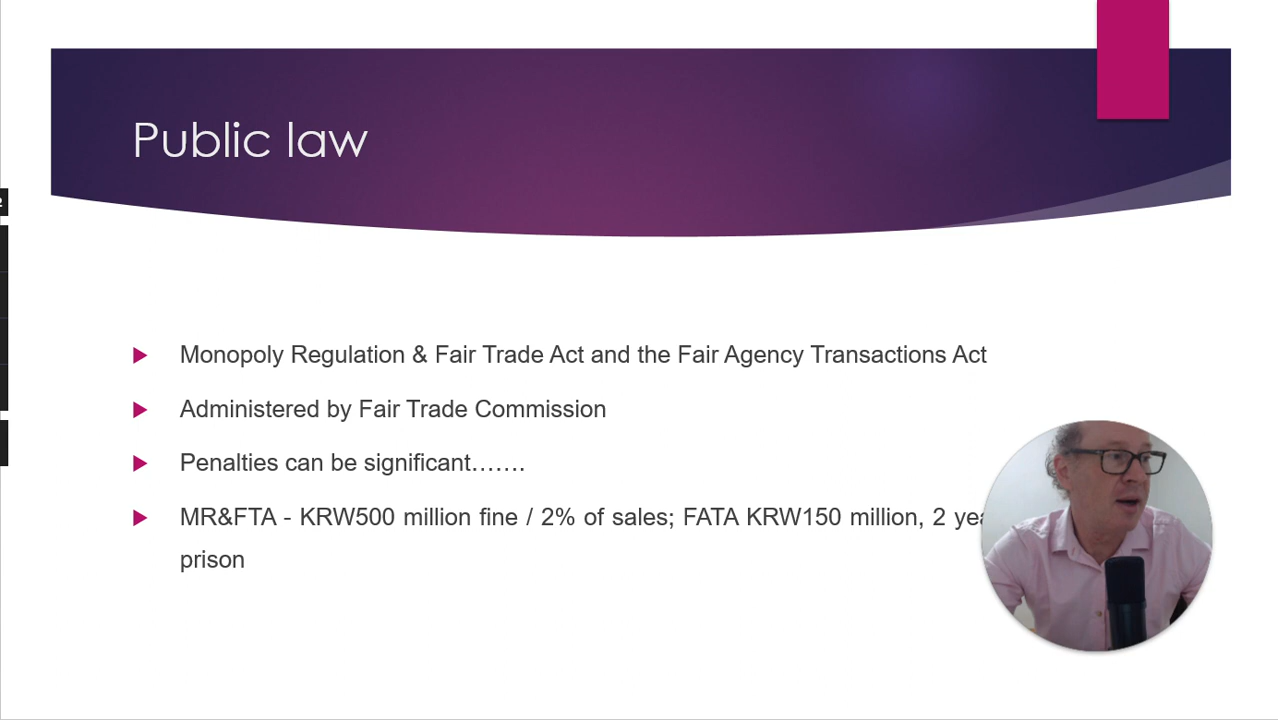 Public law
2
Monopoly Regulation & Fair Trade Act and the Fair Agency Transactions Act
Administered by Fair Trade Commission
Penalties can be significant…….
MR&FTA - KRW500 million fine / 2% of sales; FATA KRW150 million, 2
prison